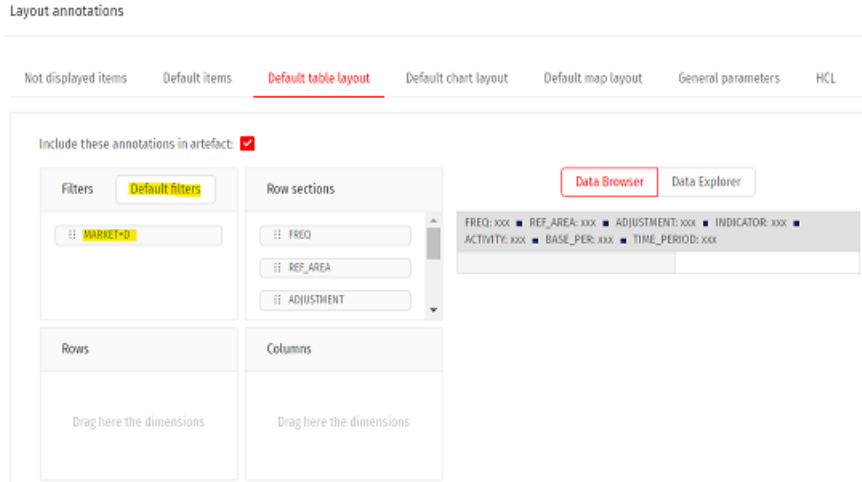 Layout annotations
Not displayed items
Default items
Default table layout
Default chart layout
Default map layout
General parameters
HCL
Include these annotations in artefact:
Filters
Default filters
Row sections
Data Browser
Data Explorer
MARKET=D
FREQ
REF_AREA
ADJUSTMENT
FREQ: xxx ■ REF_AREA: xxx ■ ADJUSTMENT: xxx ■ INDICATOR: xxx ■
ACTIVITY: xxx ■ BASE_PER: xxx ■ TIME_PERIOD: xxx
Rows
Columns
Drag here the dimensions
Drag here the dimensions